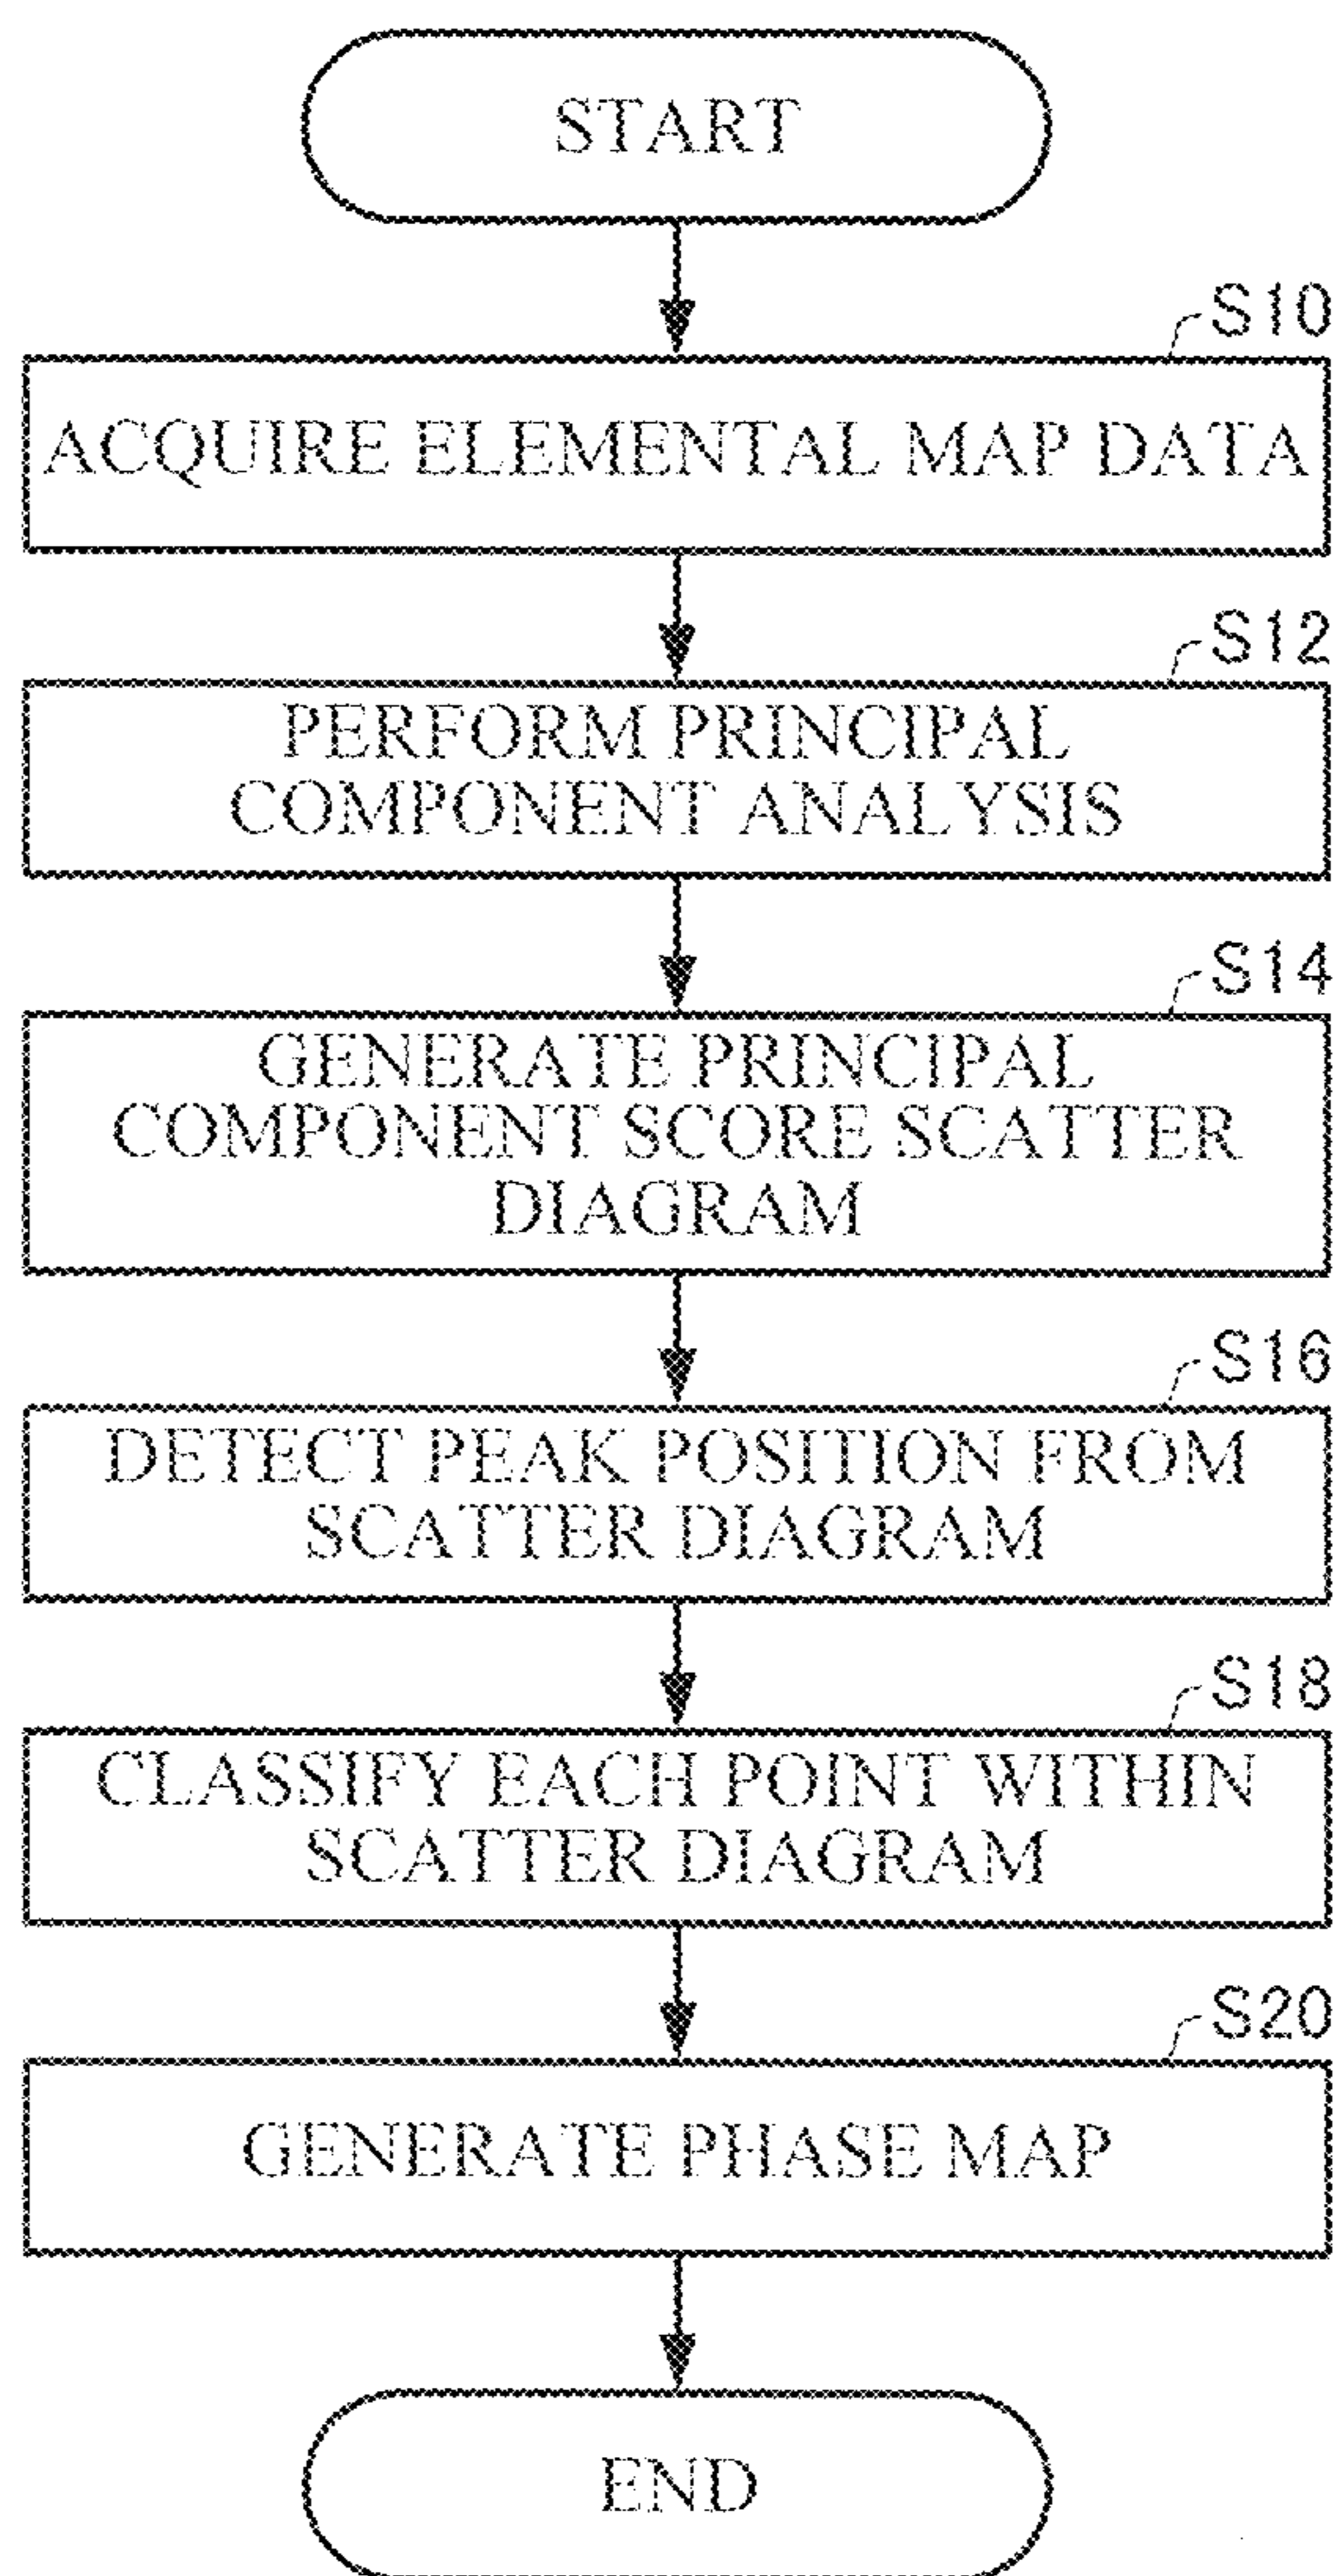 START
S10
ACQUIRE ELEMENTAL MAP DATA
S12
PERFORM PRINCIPAL
COMPONENT ANALYSIS
S14
GENERATE PRINCIPAL
COMPONENT SCORE SCATTER
DIAGRAM
S16
DETECT PEAK POSITION FROM
SCATTER DIAGRAM
S18
CLASSIFY EACH POINT WITHIN
SCATTER DIAGRAM
S20
GENERATE PHASE MAP
END